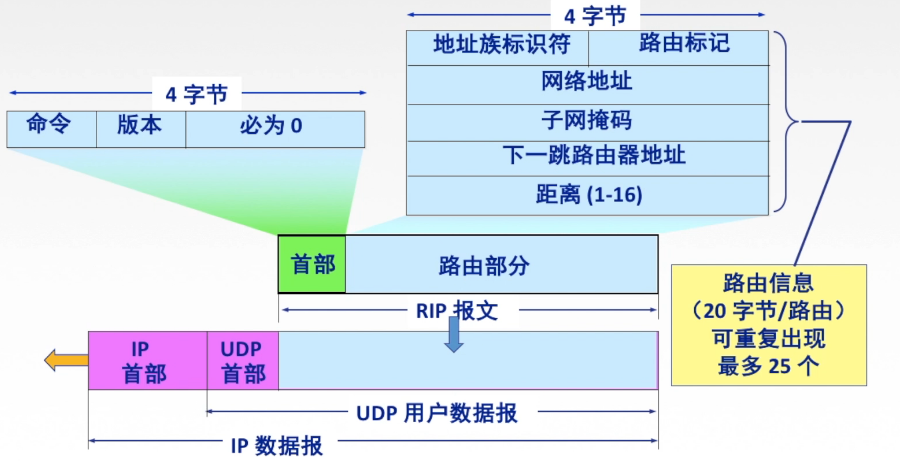 4 字节
地址族标识符
路由标记
网络地址
子网掩码
下一跳路由器地址
距离 (1-16)
4 字节
命令
版本
必为 0
首部
路由部分
RIP 报文
路由信息
（20 字节/路由）
可重复出现
最多 25 个
IP
首部
UDP
首部
UDP 用户数据报
IP 数据报